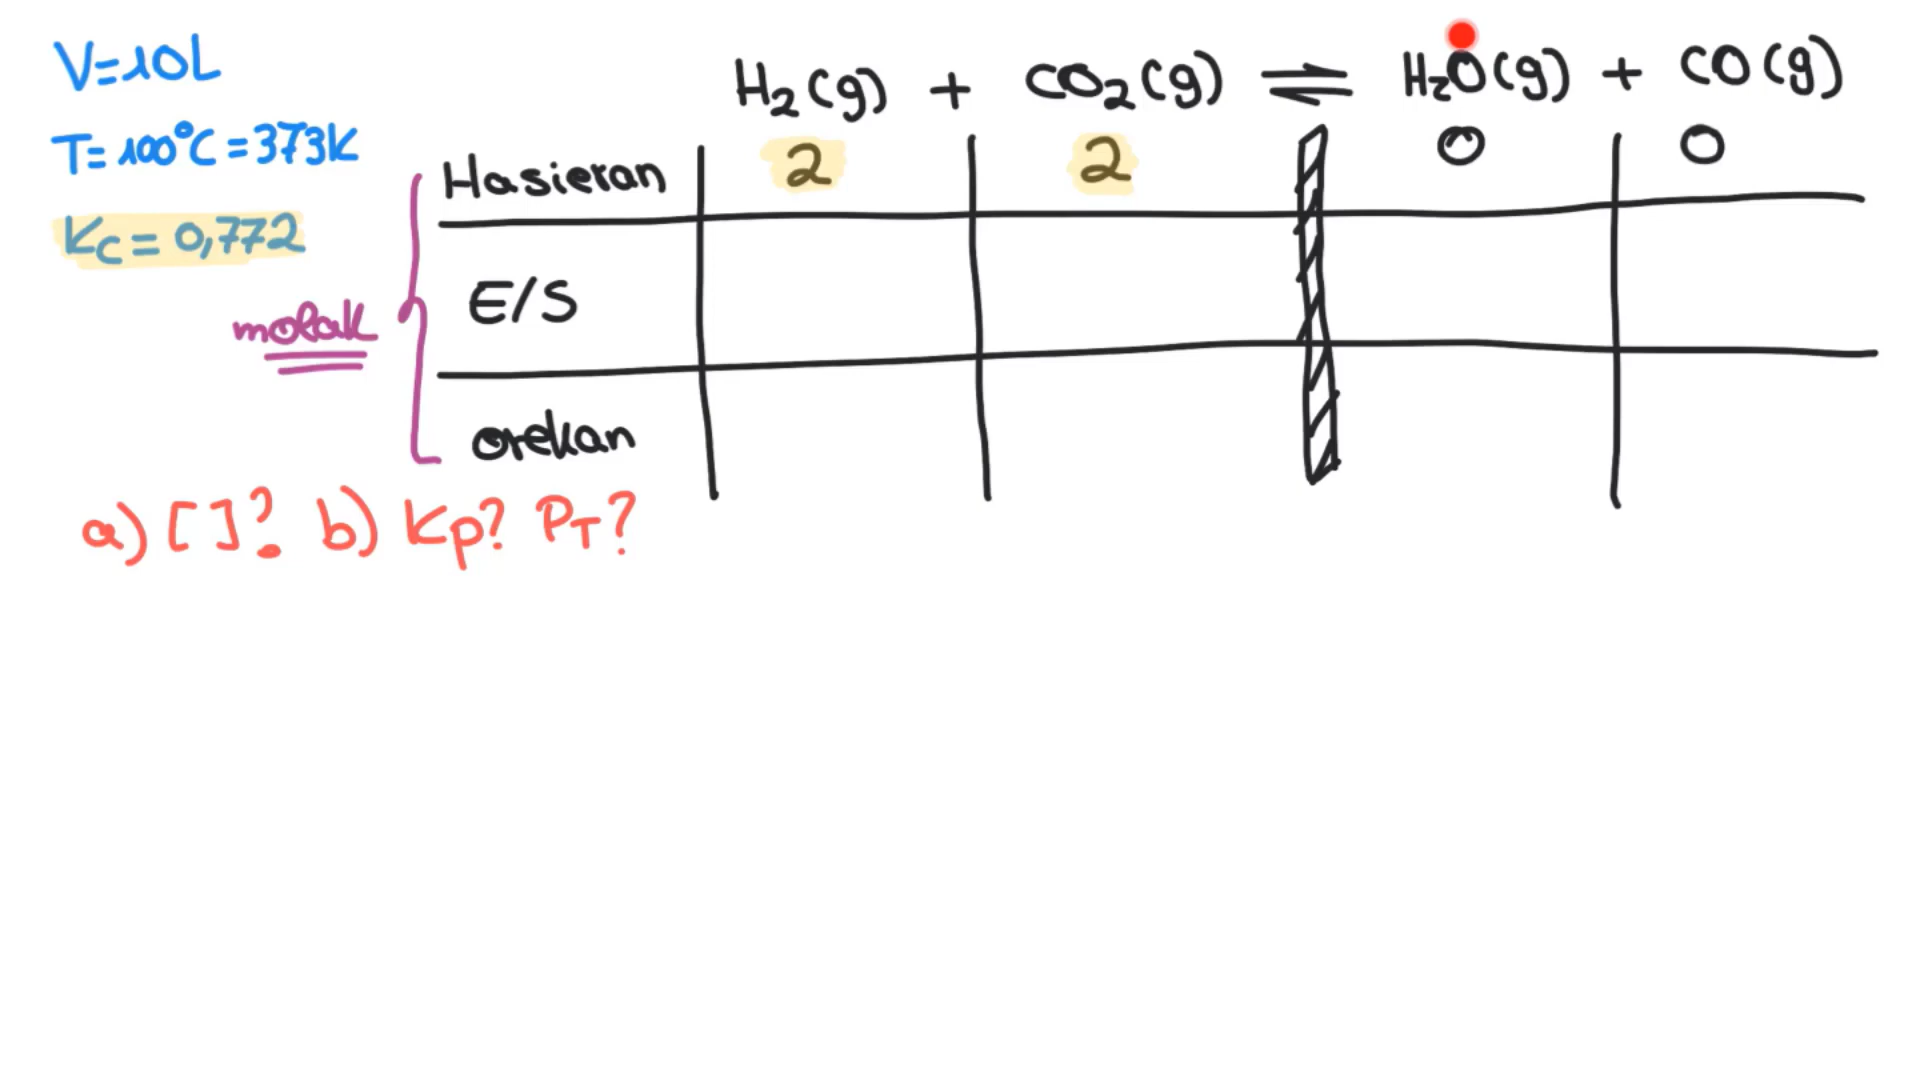 V=10L
T=100°C=373K
Kc=0,772
H₂(g) + CO₂(g) ⇌ H₂O(g) + CO(g)
Hasieran 2 2 0 0
E/S
molak
orekan
a) [ ]? b) Kp? PT?